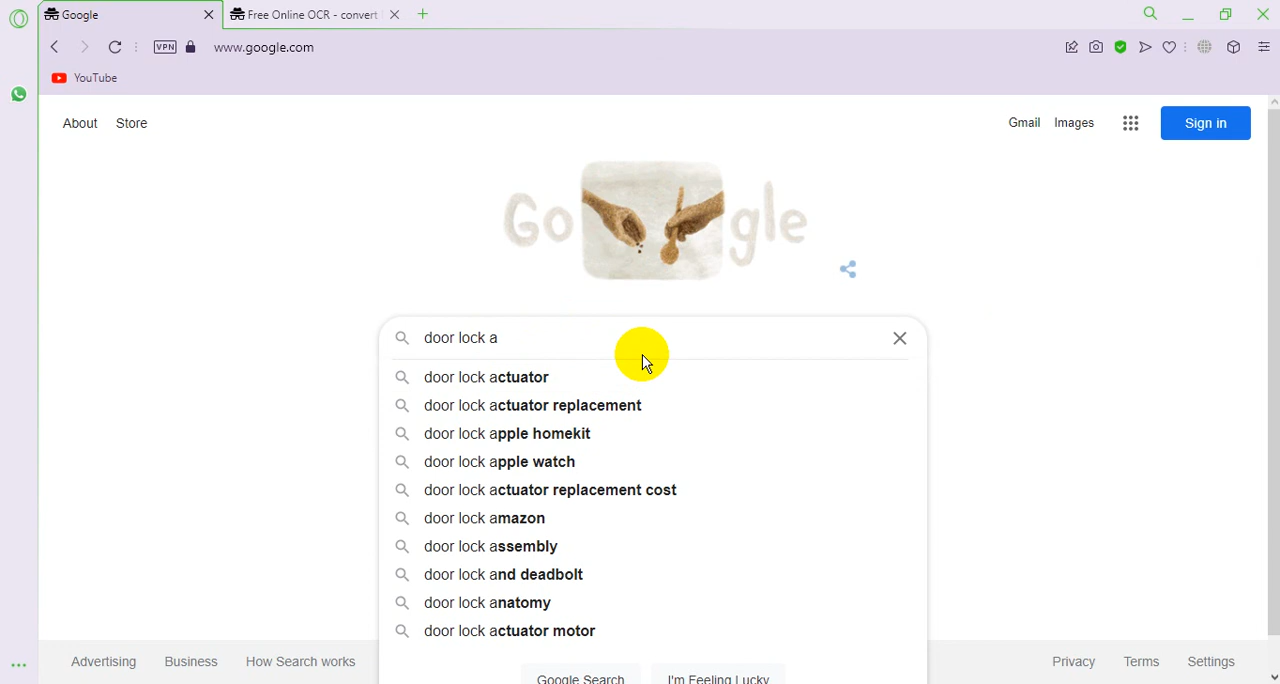 Google
Free Online OCR - convert
VPN
www.google.com
YouTube
About Store
Gmail Images Sign in
Go gle
door lock a
door lock actuator
door lock actuator replacement
door lock apple homekit
door lock apple watch
door lock actuator replacement cost
door lock amazon
door lock assembly
door lock and deadbolt
door lock anatomy
door lock actuator motor
Google Search I'm Feeling Lucky
Advertising Business How Search works Privacy Terms Settings